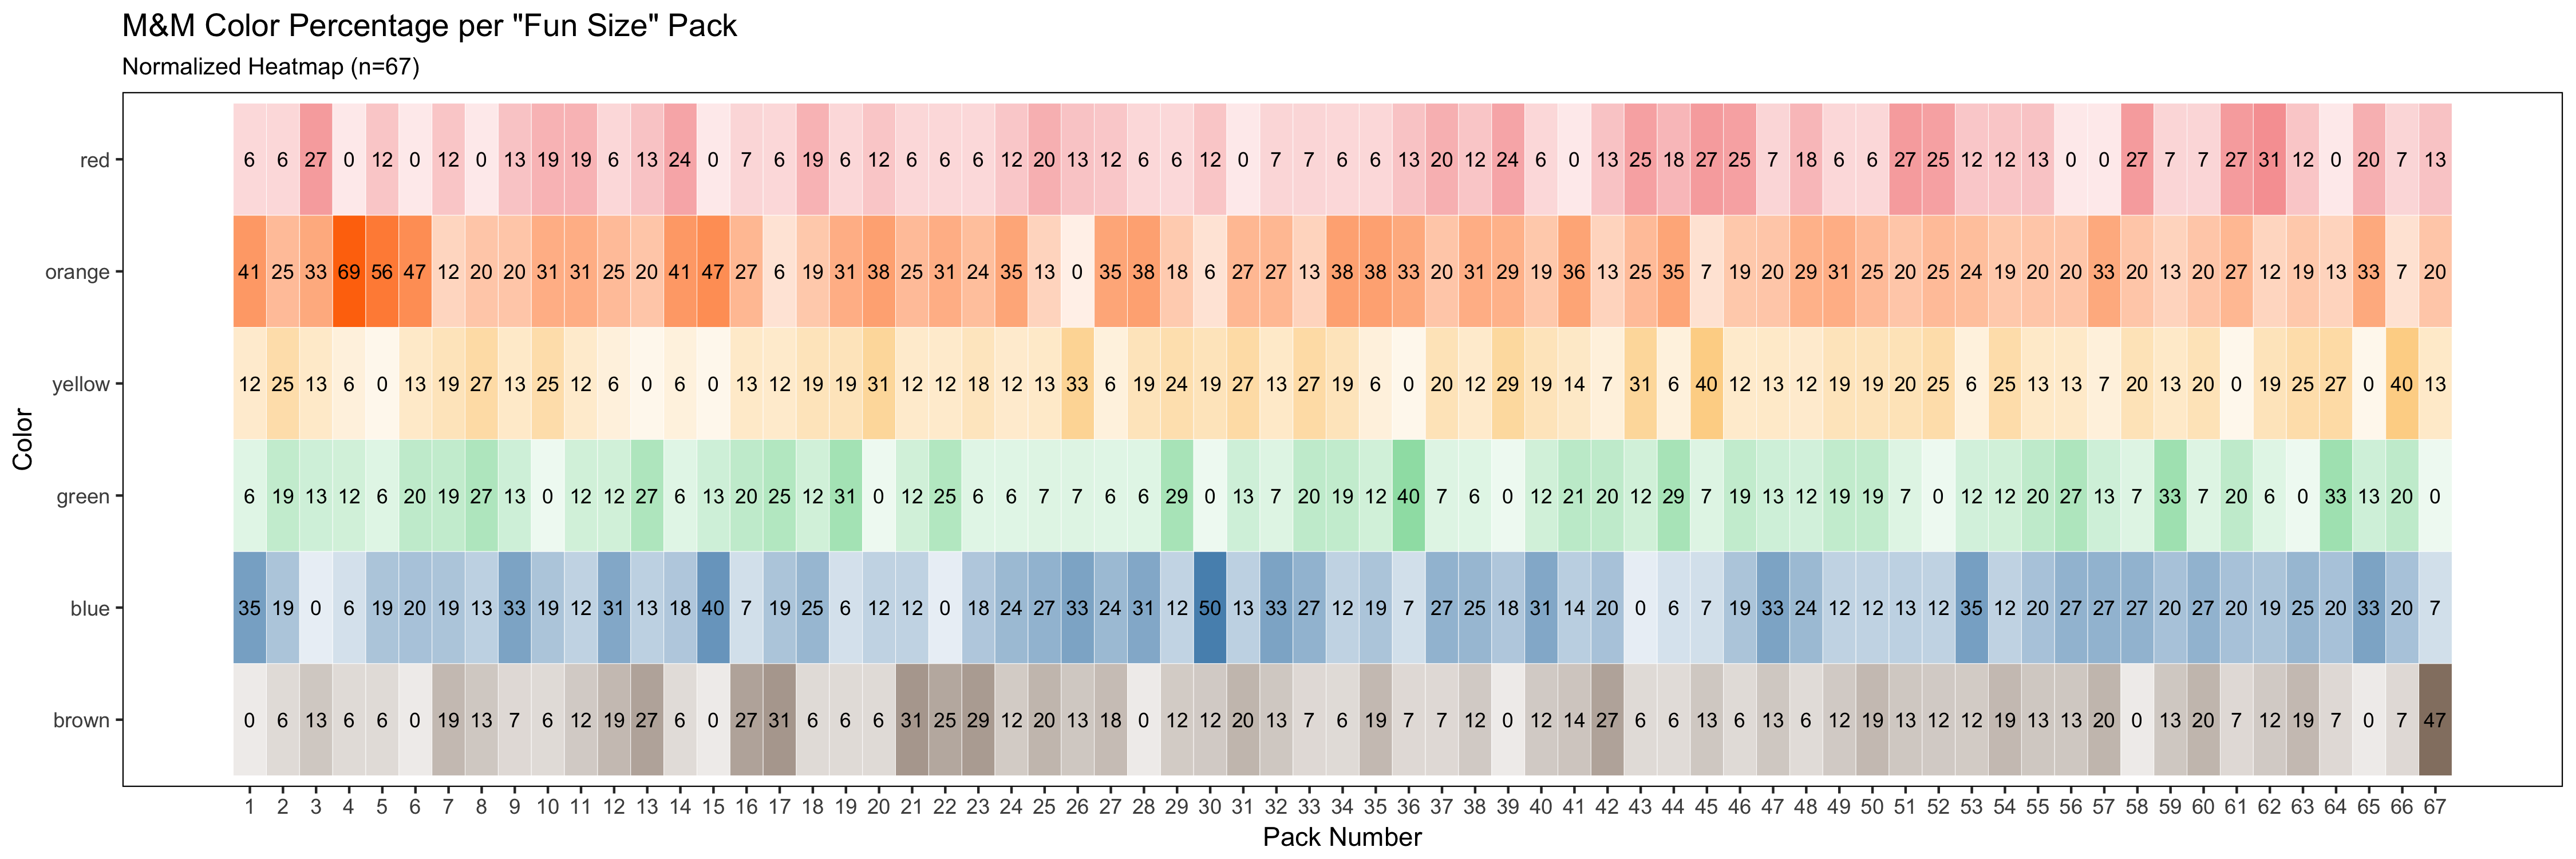 M&M Color Percentage per "Fun Size" Pack
Normalized Heatmap (n=67)
red 6 6 27 0 12 0 12 0 13 19 19 6 13 24 0 7 6 19 6 12 6 6 6 12 20 13 12 6 6 12 0 7 7 6 6 13 20 12 24 6 0 13 25 18 27 25 7 18 6 6 27 25 12 12 13 0 0 27 7 7 27 31 12 0 20 7 13
orange 41 25 33 69 56 47 12 20 20 31 31 25 20 41 47 27 6 19 31 38 25 31 24 35 13 0 35 38 18 6 27 27 13 38 38 33 20 31 29 19 36 13 25 35 7 19 20 29 31 25 20 25 24 19 20 20 33 20 13 20 27 12 19 13 33 7 20
yellow 12 25 13 6 0 13 19 27 13 25 12 6 0 6 0 13 12 19 19 31 12 12 18 12 13 33 6 19 24 19 27 13 27 19 6 0 20 12 29 19 14 7 31 6 40 12 13 12 19 19 20 25 6 25 13 13 7 20 13 20 0 19 25 27 0 40 13
green 6 19 13 12 6 20 19 27 13 0 12 12 27 6 13 20 25 12 31 0 12 25 6 6 7 7 6 6 29 0 13 7 20 19 12 40 7 6 0 12 21 20 12 29 7 19 13 12 19 19 7 0 12 12 20 27 13 7 33 7 20 6 0 33 13 20 0
blue 35 19 0 6 19 20 19 13 33 19 12 31 13 18 40 7 19 25 6 12 12 0 18 24 27 33 24 31 12 50 13 33 27 12 19 7 27 25 18 31 14 20 0 6 7 19 33 24 12 12 13 12 35 12 20 27 27 27 20 27 20 19 25 20 33 20 7
brown 0 6 13 6 6 0 19 13 7 6 12 19 27 6 0 27 31 6 6 6 31 25 29 12 20 13 18 0 12 12 20 13 7 6 19 7 7 12 0 12 14 27 6 6 13 6 13 6 12 19 13 12 12 19 13 13 20 0 13 20 7 12 19 7 0 7 47
1 2 3 4 5 6 7 8 9 10 11 12 13 14 15 16 17 18 19 20 21 22 23 24 25 26 27 28 29 30 31 32 33 34 35 36 37 38 39 40 41 42 43 44 45 46 47 48 49 50 51 52 53 54 55 56 57 58 59 60 61 62 63 64 65 66 67
Pack Number
Color